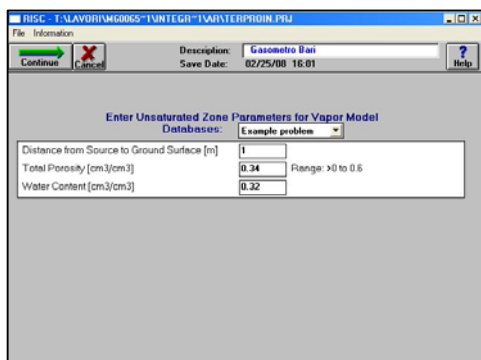 RISC - T:\LAVORI\MG0065~1\INTEGR~1\AR\TERPROIN.PRJ
File Information
Continue
Cancel
Description: Gasometro Bari
Save Date: 02/25/08 16:01
? Help
Enter Unsaturated Zone Parameters for Vapor Model
Databases: Example problem
Distance from Source to Ground Surface [m] 1
Total Porosity [cm3/cm3] 0.34 Range: >0 to 0.6
Water Content [cm3/cm3] 0.32